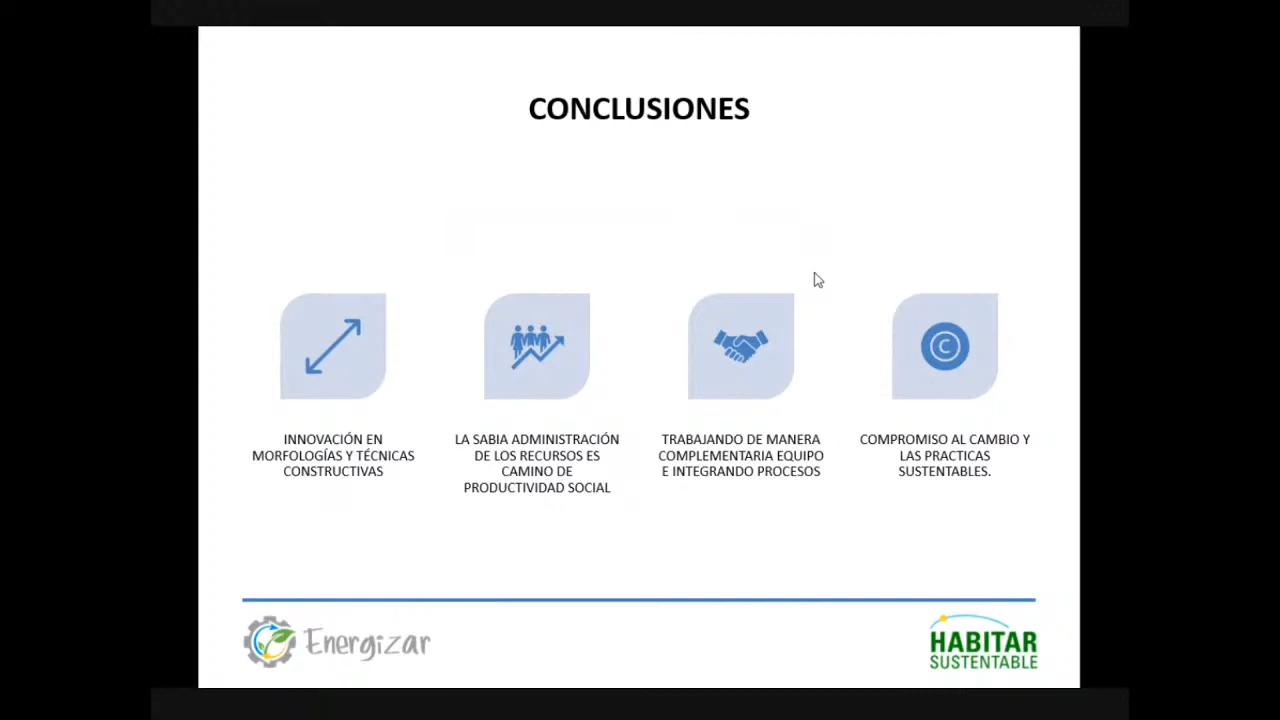 CONCLUSIONES
INNOVACIÓN EN
MORFOLOGÍAS Y TÉCNICAS
CONSTRUCTIVAS
LA SABIA ADMINISTRACIÓN
DE LOS RECURSOS ES
CAMINO DE
PRODUCTIVIDAD SOCIAL
TRABAJANDO DE MANERA
COMPLEMENTARIA EQUIPO
E INTEGRANDO PROCESOS
C
COMPROMISO AL CAMBIO Y
LAS PRACTICAS
SUSTENTABLES.
Energizar
HABITAR
SUSTENTABLE